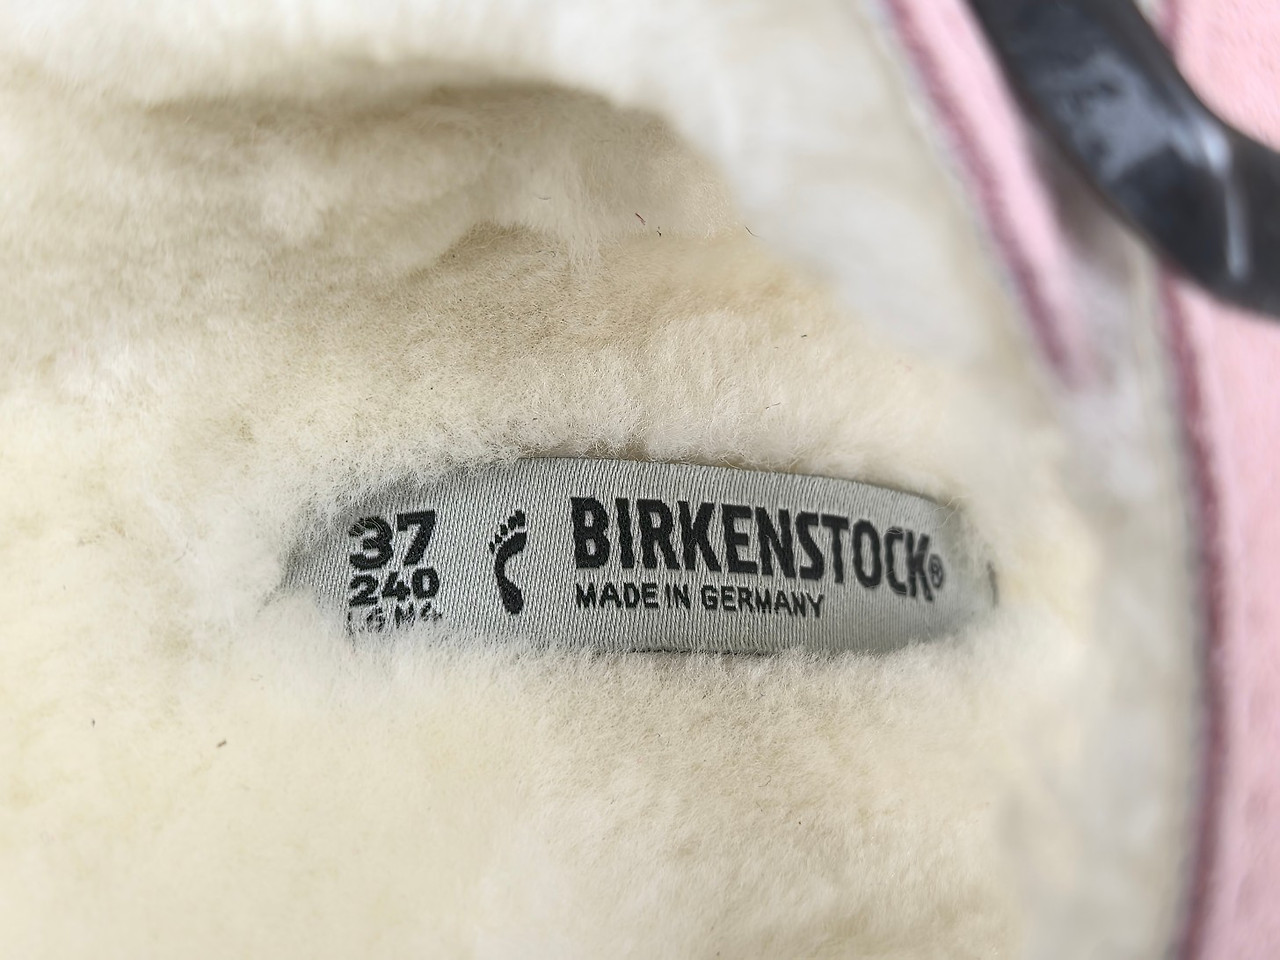 37
240
BIRKENSTOCK®
MADE IN GERMANY